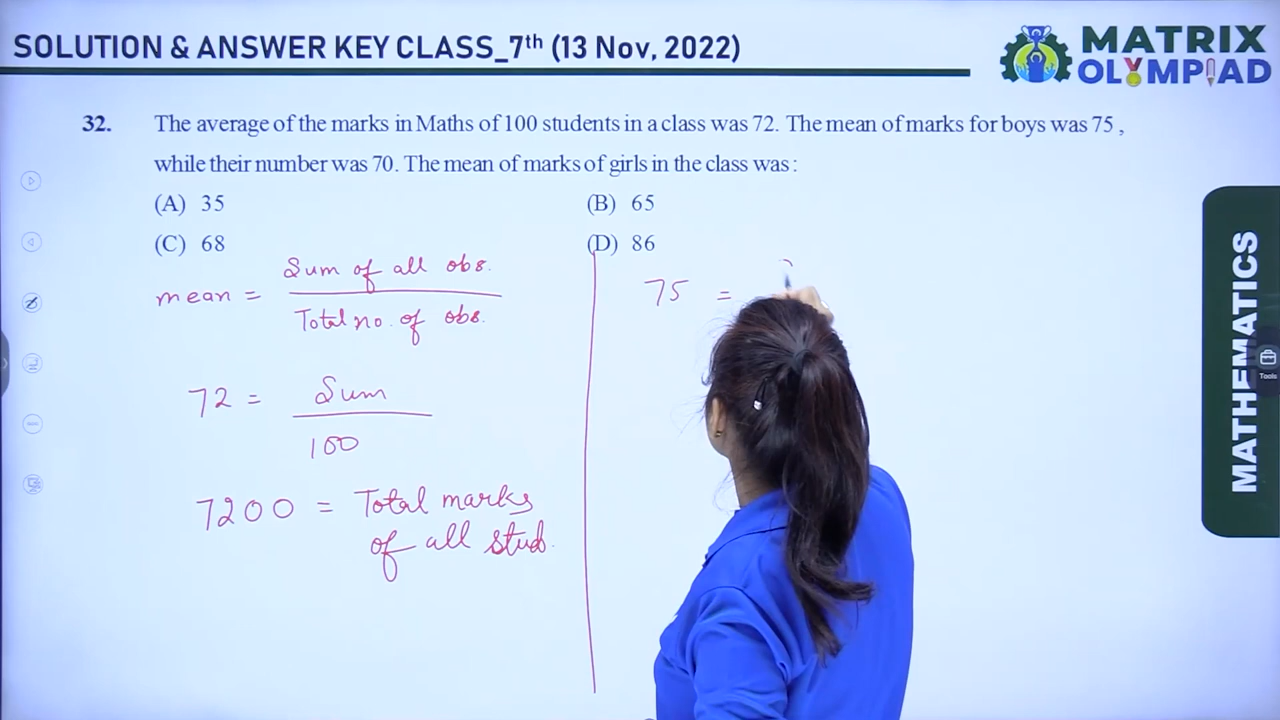 SOLUTION & ANSWER KEY CLASS_7th (13 Nov, 2022)
MATRIX
OLYMPIAD
32. The average of the marks in Maths of 100 students in a class was 72. The mean of marks for boys was 75 ,
while their number was 70. The mean of marks of girls in the class was :
(A) 35
(B) 65
(C) 68
(D) 86
mean = Sum of all obs.
Total no. of obs.
72 = Sum
100
7200 = Total marks
of all stud.
75 =
MATHEMATICS
Tools